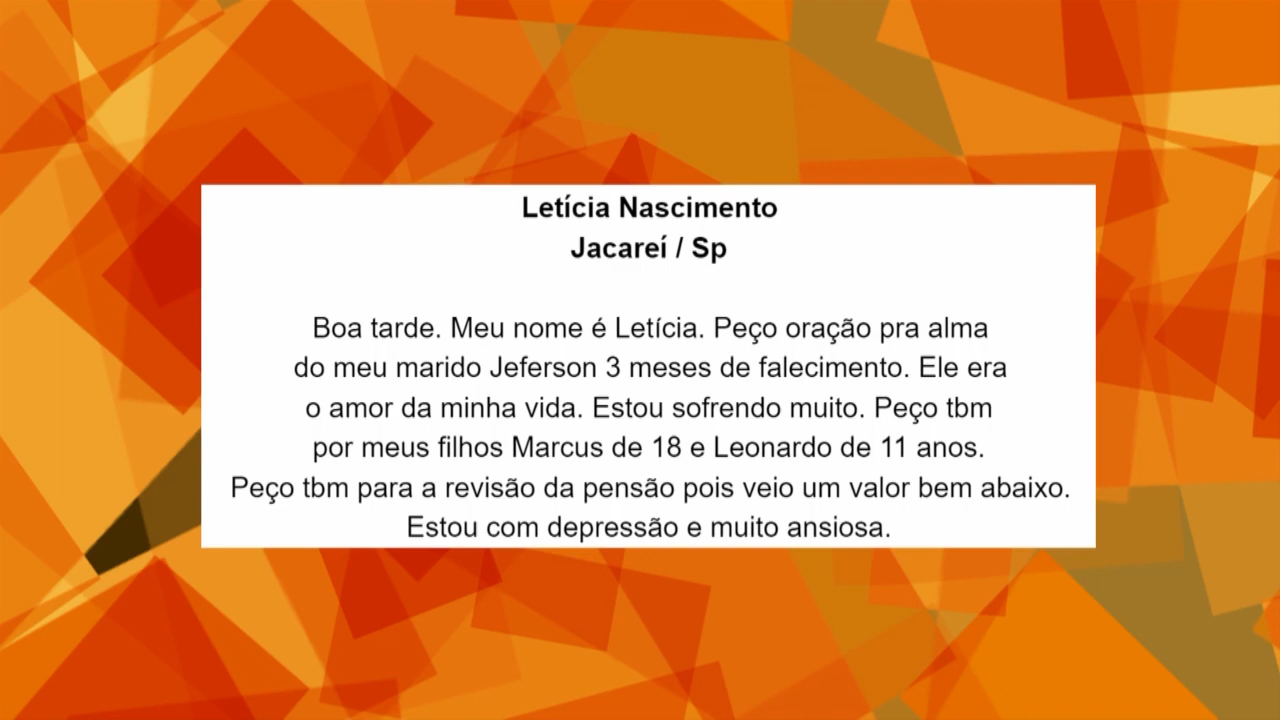 Letícia Nascimento
Jacareí / Sp
Boa tarde. Meu nome é Letícia. Peço oração pra alma
do meu marido Jeferson 3 meses de falecimento. Ele era
o amor da minha vida. Estou sofrendo muito. Peço tbm
por meus filhos Marcus de 18 e Leonardo de 11 anos.
Peço tbm para a revisão da pensão pois veio um valor bem abaixo.
Estou com depressão e muito ansiosa.